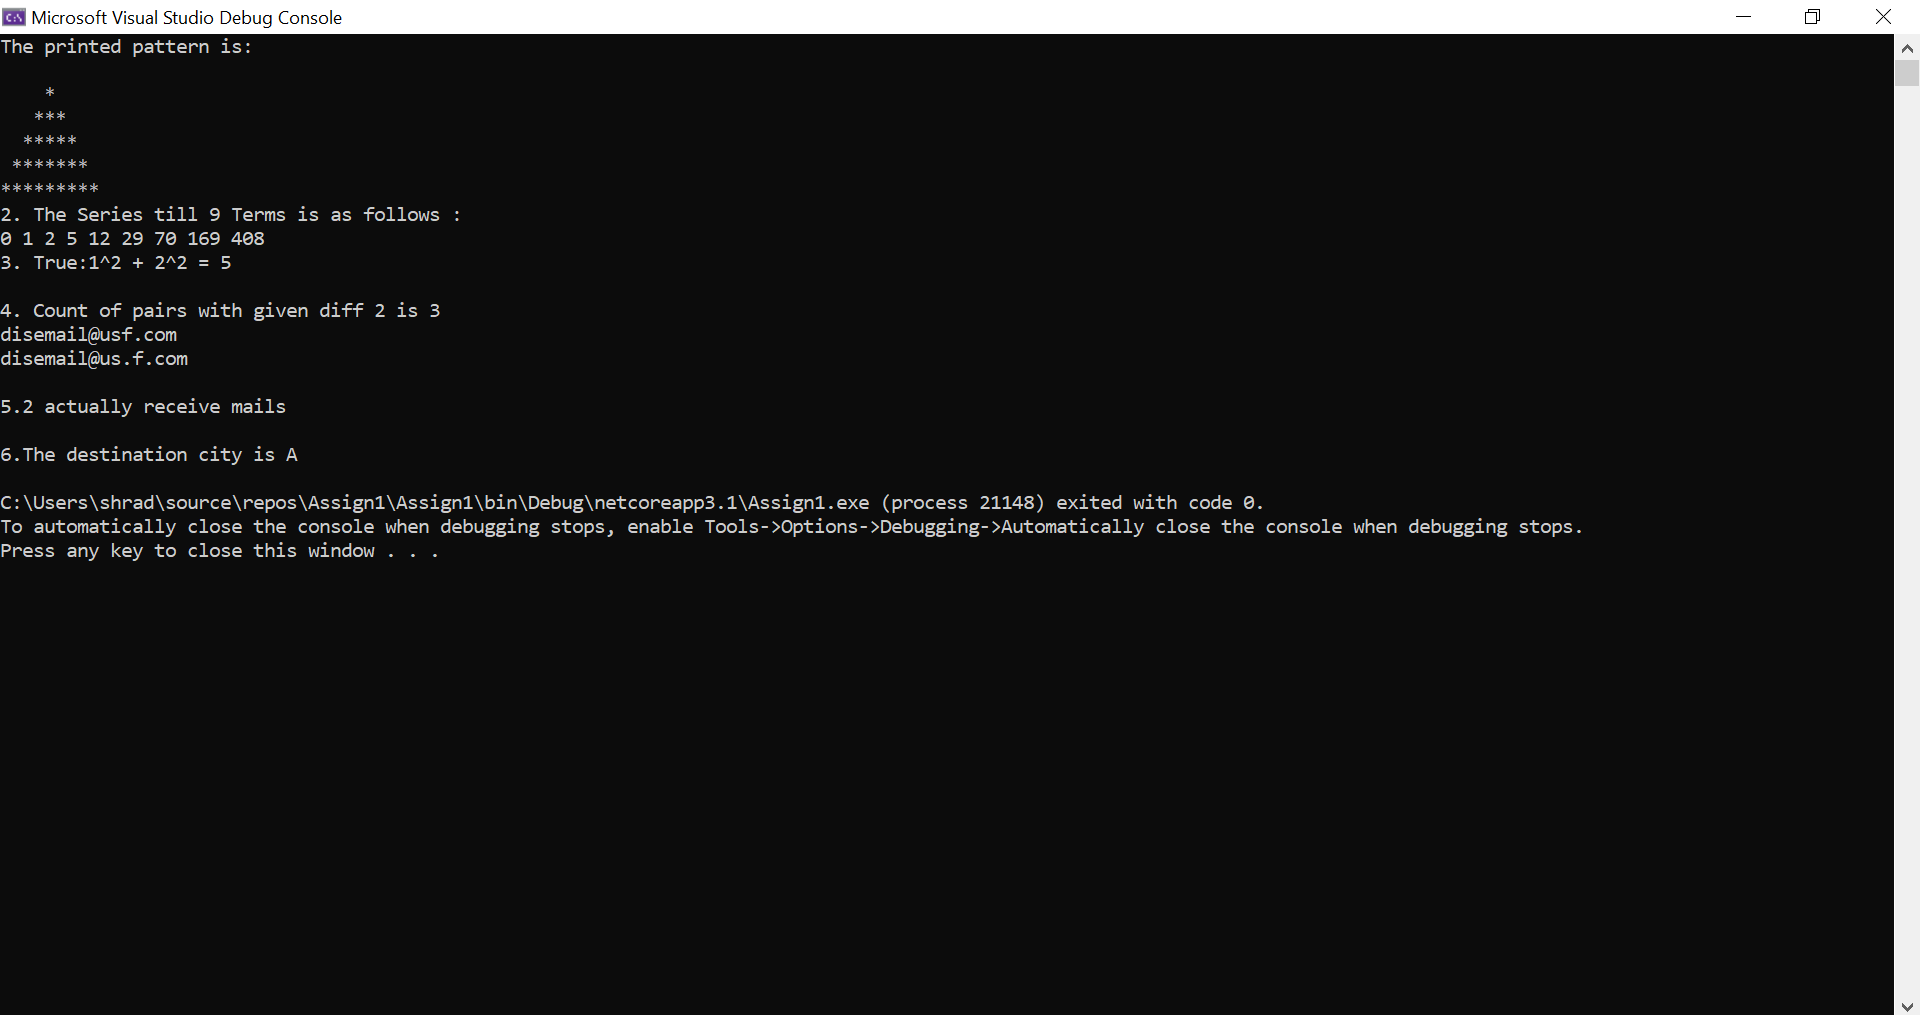 Microsoft Visual Studio Debug Console
The printed pattern is:
    *
   ***
  *****
 *******
*********
2. The Series till 9 Terms is as follows :
0 1 2 5 12 29 70 169 408
3. True:1^2 + 2^2 = 5
4. Count of pairs with given diff 2 is 3
disemail@usf.com
disemail@us.f.com
5.2 actually receive mails
6.The destination city is A
C:\Users\shrad\source\repos\Assign1\Assign1\bin\Debug\netcoreapp3.1\Assign1.exe (process 21148) exited with code 0.
To automatically close the console when debugging stops, enable Tools->Options->Debugging->Automatically close the console when debugging stops.
Press any key to close this window . . .